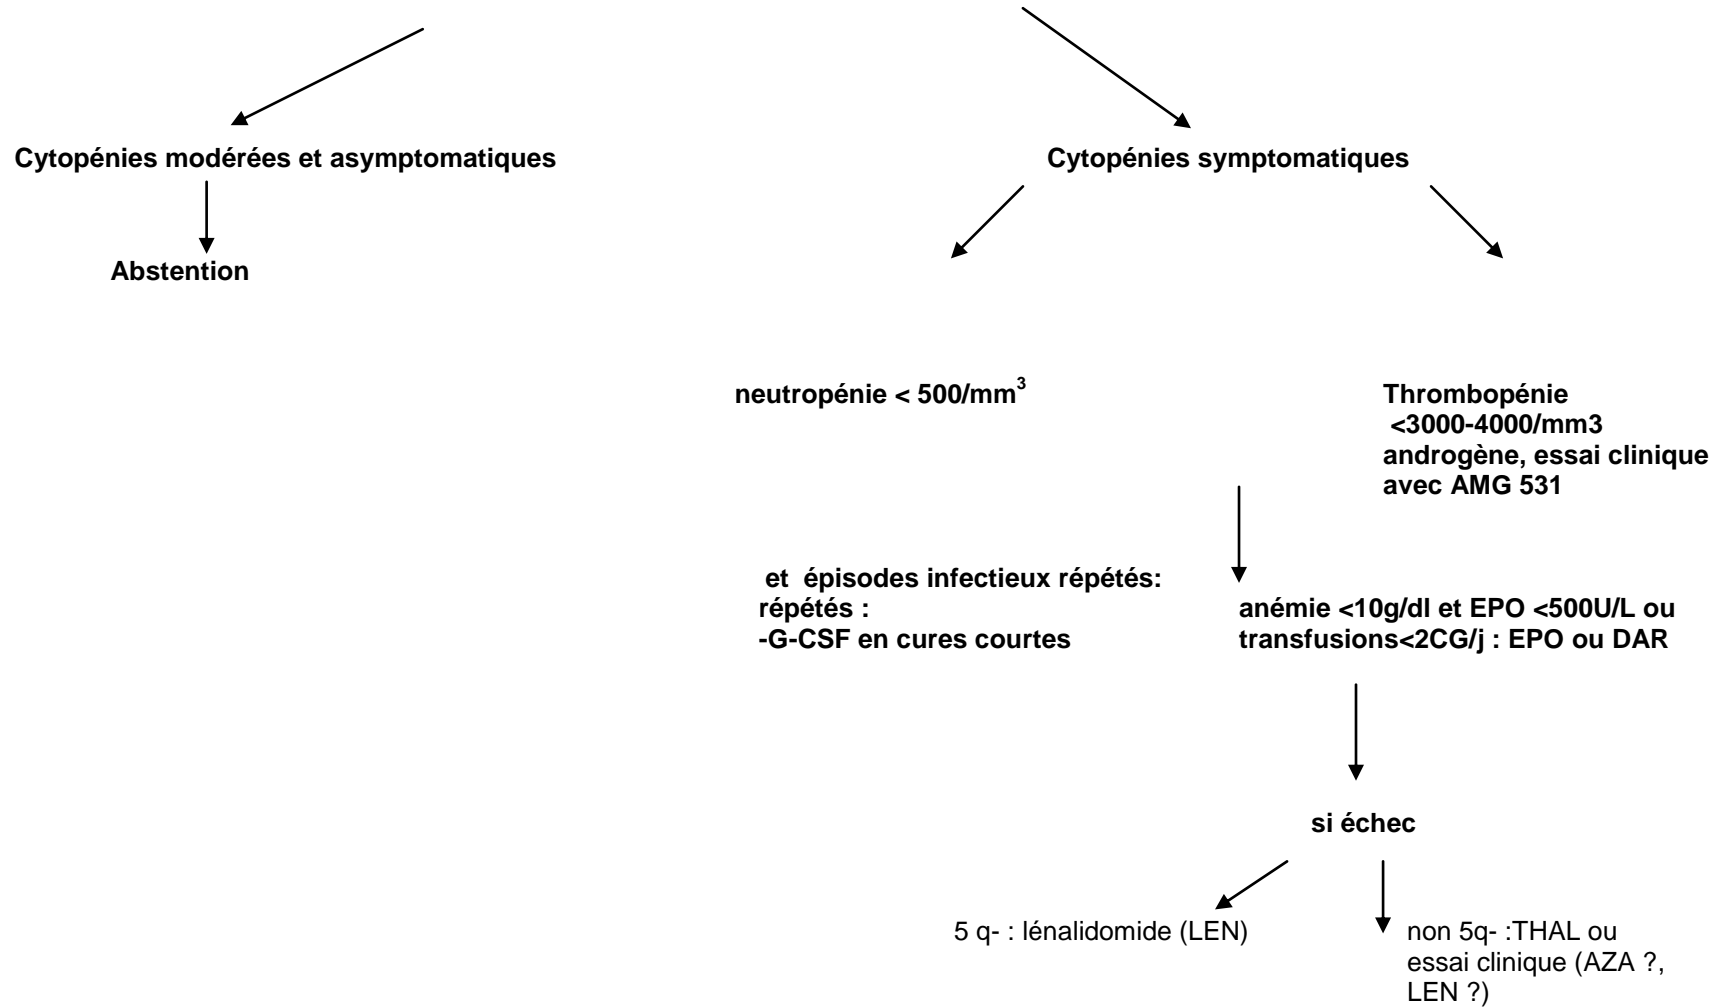 Cytopénies modérées et asymptomatiques
Cytopénies symptomatiques
Abstention
neutropénie < 500/mm³
Thrombopénie
<3000-4000/mm3
androgène, essai clinique
avec AMG 531
et épisodes infectieux répétés:
répétés :
-G-CSF en cures courtes
anémie <10g/dl et EPO <500U/L ou
transfusions<2CG/j : EPO ou DAR
si échec
5 q- : lénalidomide (LEN)
non 5q- :THAL ou
essai clinique (AZA ?,
LEN ?)